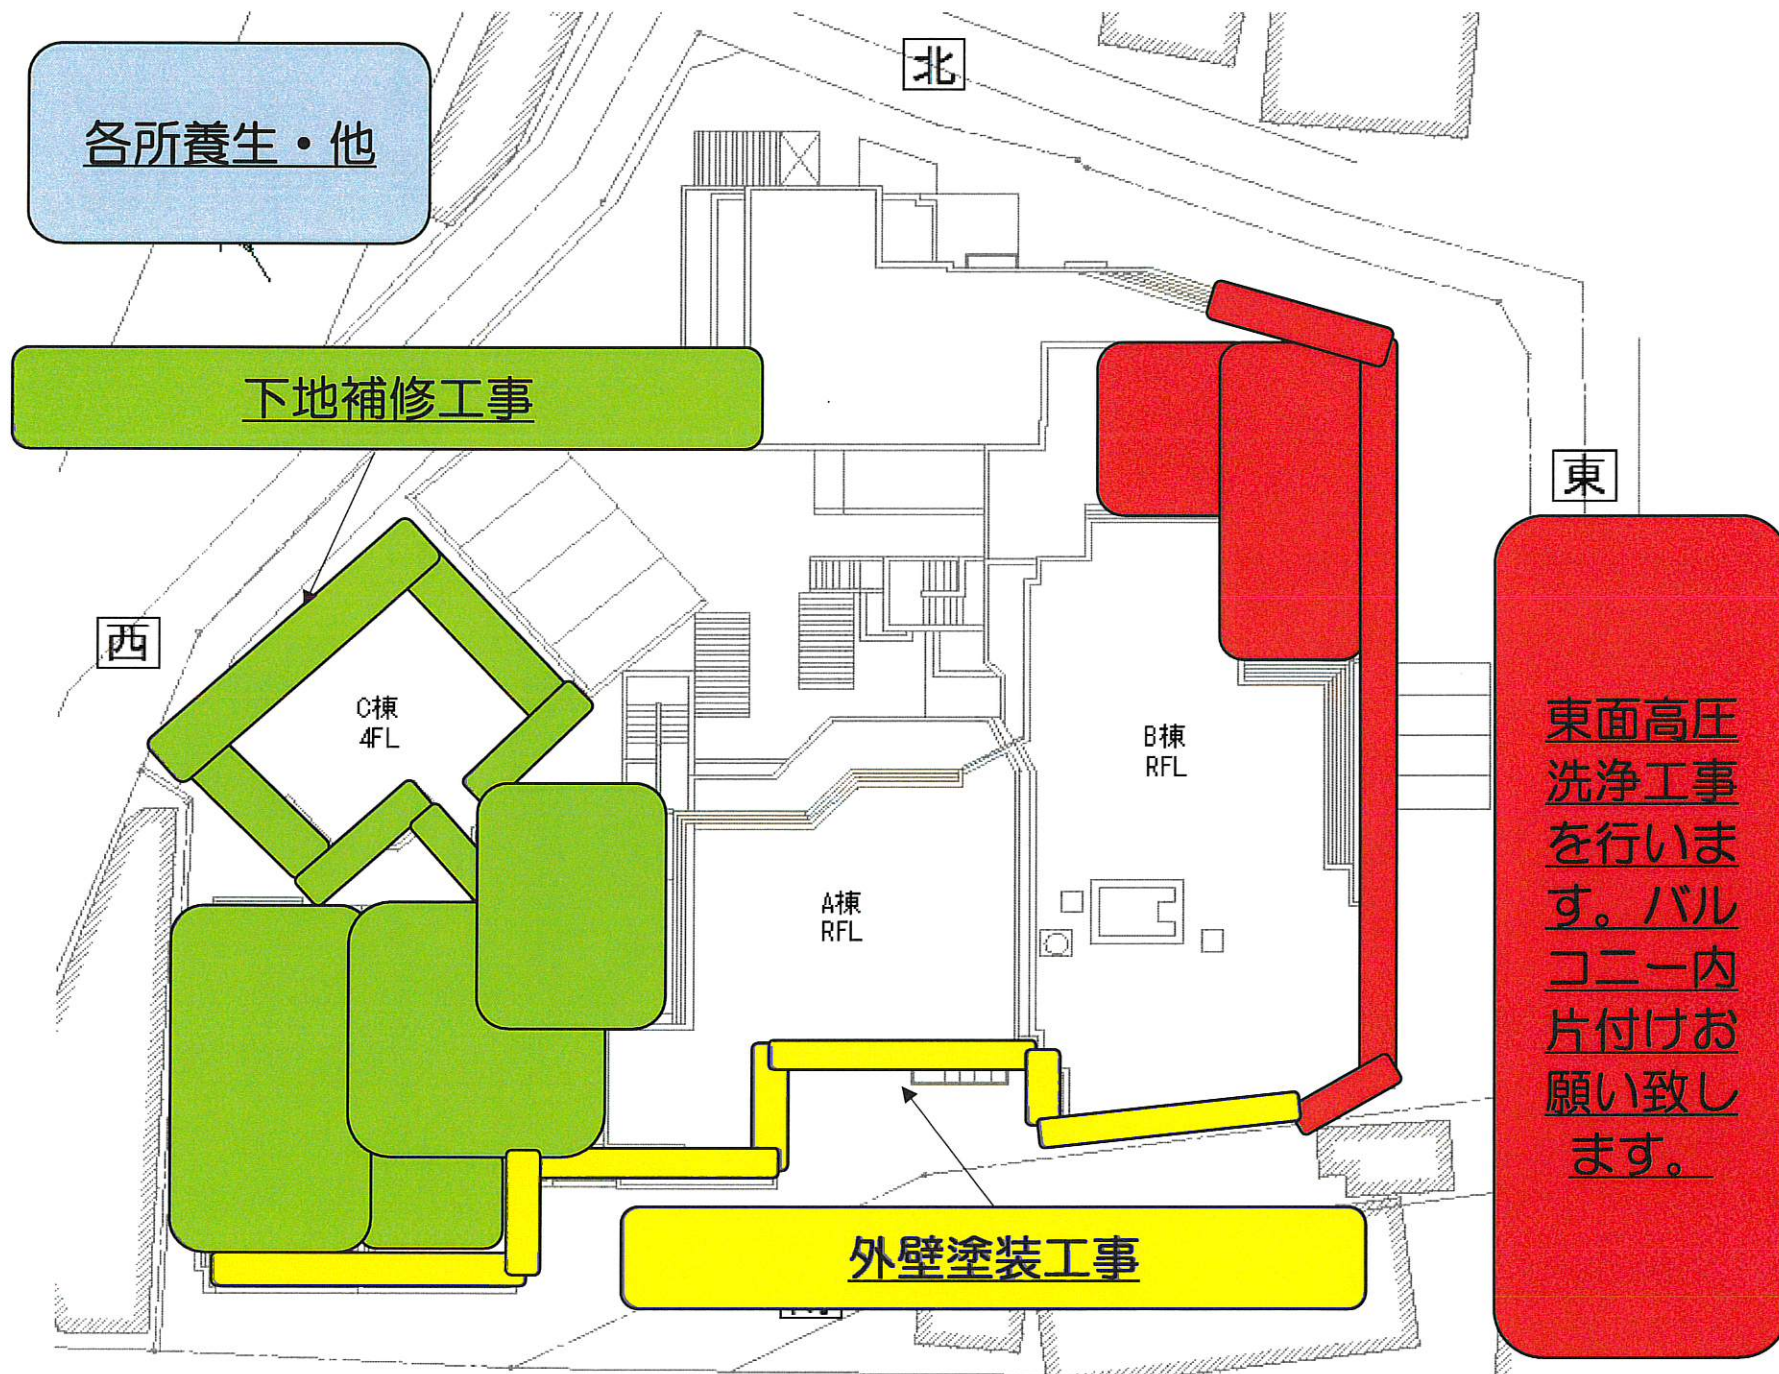 各所養生・他
北
下地補修工事
東
西
C棟
4FL
B棟
RFL
A棟
RFL
東面高圧
洗浄工事
を行いま
す。バル
コニー内
片付けお
願い致し
ます。
外壁塗装工事